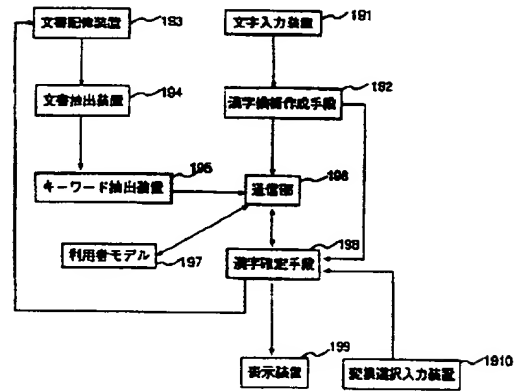 文書記憶装置
193
文字入力装置
191
文書抽出装置
194
漢字候補作成手段
192
キーワード抽出装置
195
通信部
196
利用者モデル
197
漢字確定手段
198
表示装置
199
変換選択入力装置
1910